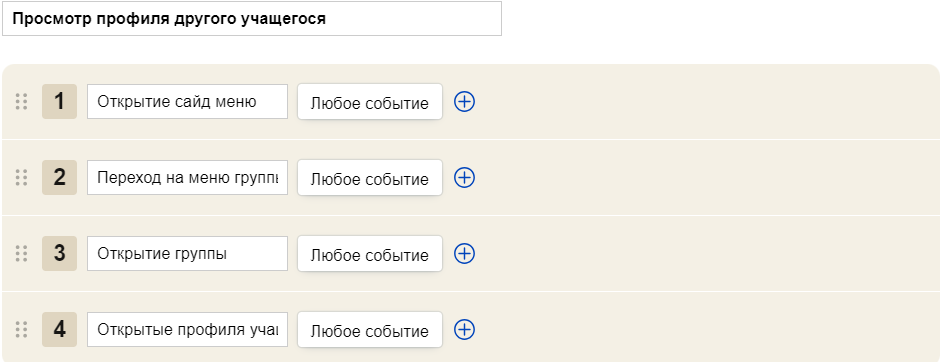 Просмотр профиля другого учащегося
1 Открытие сайд меню Любое событие
2 Переход на меню группы Любое событие
3 Открытие группы Любое событие
4 Открытые профиля уча Любое событие